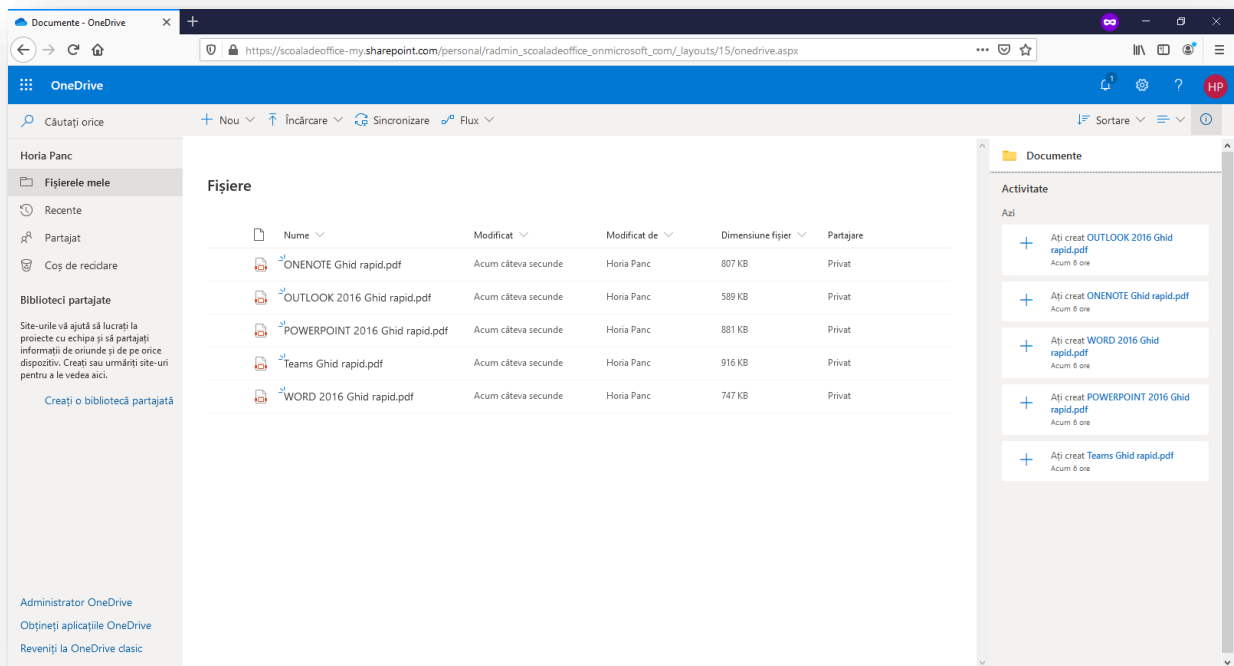 Documente - OneDrive
https://scoaladeoffice-my.sharepoint.com/personal/radmin_scoaladeoffice_onmicrosoft_com/_layouts/15/onedrive.aspx
OneDrive
1
?
HP
Căutați orice
Nou
Încărcare
Sincronizare
Flux
Sortare
Horia Panc
Fișierele mele
Recente
Partajat
Coș de reciclare
Biblioteci partajate
Site-urile vă ajută să lucrați la
proiecte cu echipa și să partajați
informații de oriunde și de pe orice
dispozitiv. Creați sau urmăriți site-uri
pentru a le vedea aici.
Creați o bibliotecă partajată
Administrator OneDrive
Obțineți aplicațiile OneDrive
Reveniți la OneDrive clasic
Fișiere
Nume Modificat Modificat de Dimensiune fișier Partajare
ONENOTE Ghid rapid.pdf Acum câteva secunde Horia Panc 807 KB Privat
OUTLOOK 2016 Ghid rapid.pdf Acum câteva secunde Horia Panc 589 KB Privat
POWERPOINT 2016 Ghid rapid.pdf Acum câteva secunde Horia Panc 881 KB Privat
Teams Ghid rapid.pdf Acum câteva secunde Horia Panc 916 KB Privat
WORD 2016 Ghid rapid.pdf Acum câteva secunde Horia Panc 747 KB Privat
Documente
Activitate
Azi
Ați creat OUTLOOK 2016 Ghid
rapid.pdf
Acum 6 ore
Ați creat ONENOTE Ghid rapid.pdf
Acum 6 ore
Ați creat WORD 2016 Ghid
rapid.pdf
Acum 6 ore
Ați creat POWERPOINT 2016 Ghid
rapid.pdf
Acum 6 ore
Ați creat Teams Ghid rapid.pdf
Acum 6 ore